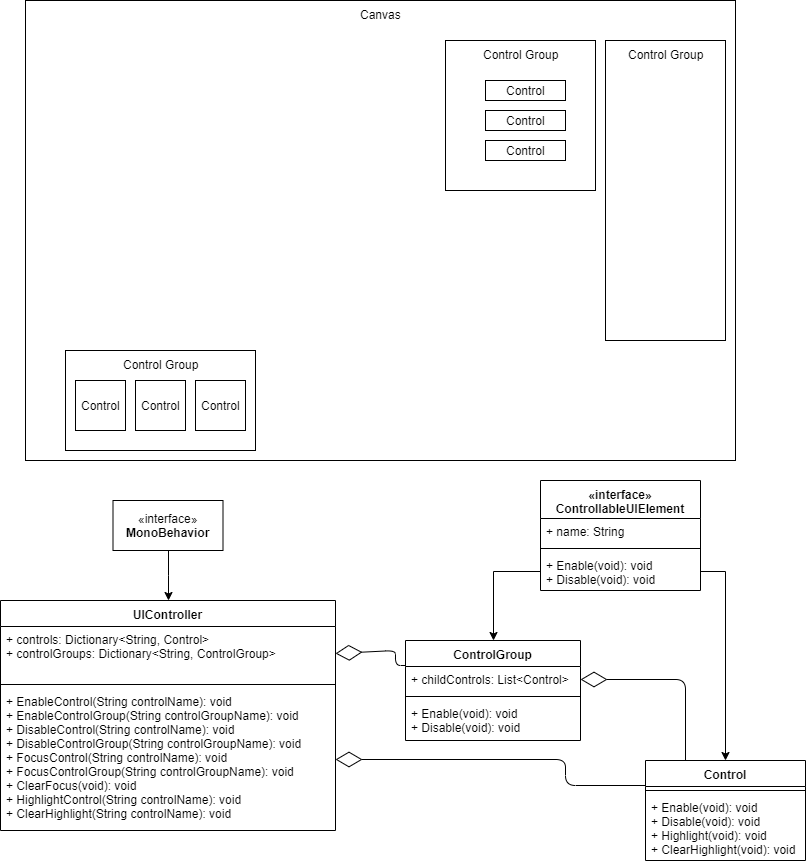 Canvas
Control Group
Control Group
Control
Control
Control
Control Group
Control
Control
Control
«interface»
MonoBehavior
«interface»
ControllableUIElement
+ name: String
+ Enable(void): void
+ Disable(void): void
UIController
+ controls: Dictionary<String, Control>
+ controlGroups: Dictionary<String, ControlGroup>
+ EnableControl(String controlName): void
+ EnableControlGroup(String controlGroupName): void
+ DisableControl(String controlName): void
+ DisableControlGroup(String controlGroupName): void
+ FocusControl(String controlName): void
+ FocusControlGroup(String controlGroupName): void
+ ClearFocus(void): void
+ HighlightControl(String controlName): void
+ ClearHighlight(String controlName): void
ControlGroup
+ childControls: List<Control>
+ Enable(void): void
+ Disable(void): void
Control
+ Enable(void): void
+ Disable(void): void
+ Highlight(void): void
+ ClearHighlight(void): void